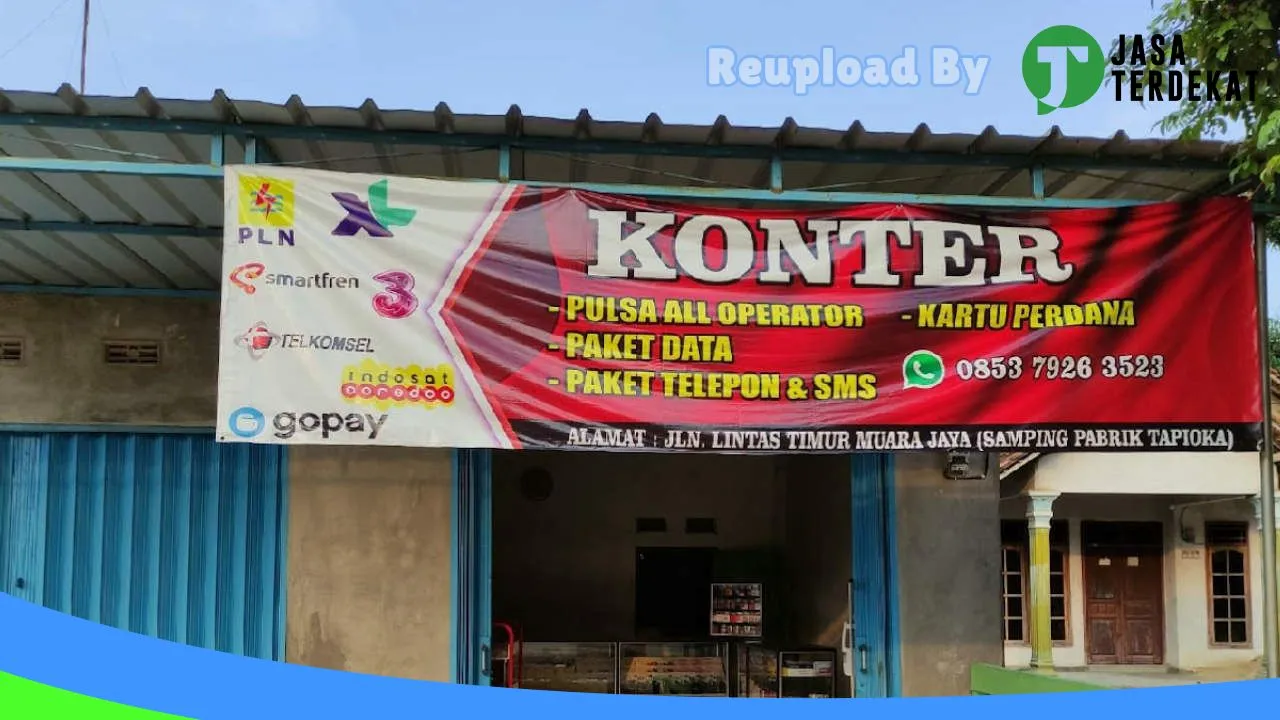 Reupload By
JASA
TERDEKAT
PLN
XL
smartfren
3
TELKOMSEL
indosat
ooredoo
gopay
KONTER
- PULSA ALL OPERATOR
- PAKET DATA
- PAKET TELEPON & SMS
- KARTU PERDANA
0853 7926 3523
ALAMAT : JLN. LINTAS TIMUR MUARA JAYA (SAMPING PABRIK TAPIOKA)